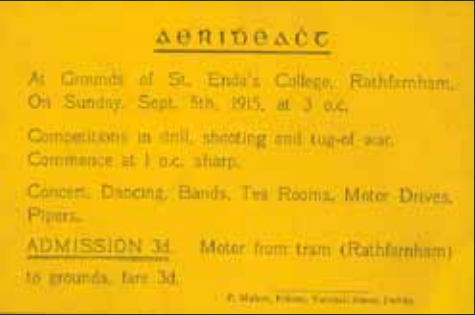 aeriḋeaċt
At Grounds of St. Enda's College, Rathfarnham,
On Sunday, Sept. 5th, 1915, at 3 o.c.
Competitions in drill, shooting and tug-of war.
Commence at 1 o.c. sharp.
Concert, Dancing, Bands, Tea Rooms, Motor Drives,
Pipers.
ADMISSION 3d. Motor from tram (Rathfarnham)
to grounds, fare 3d.
Printer,